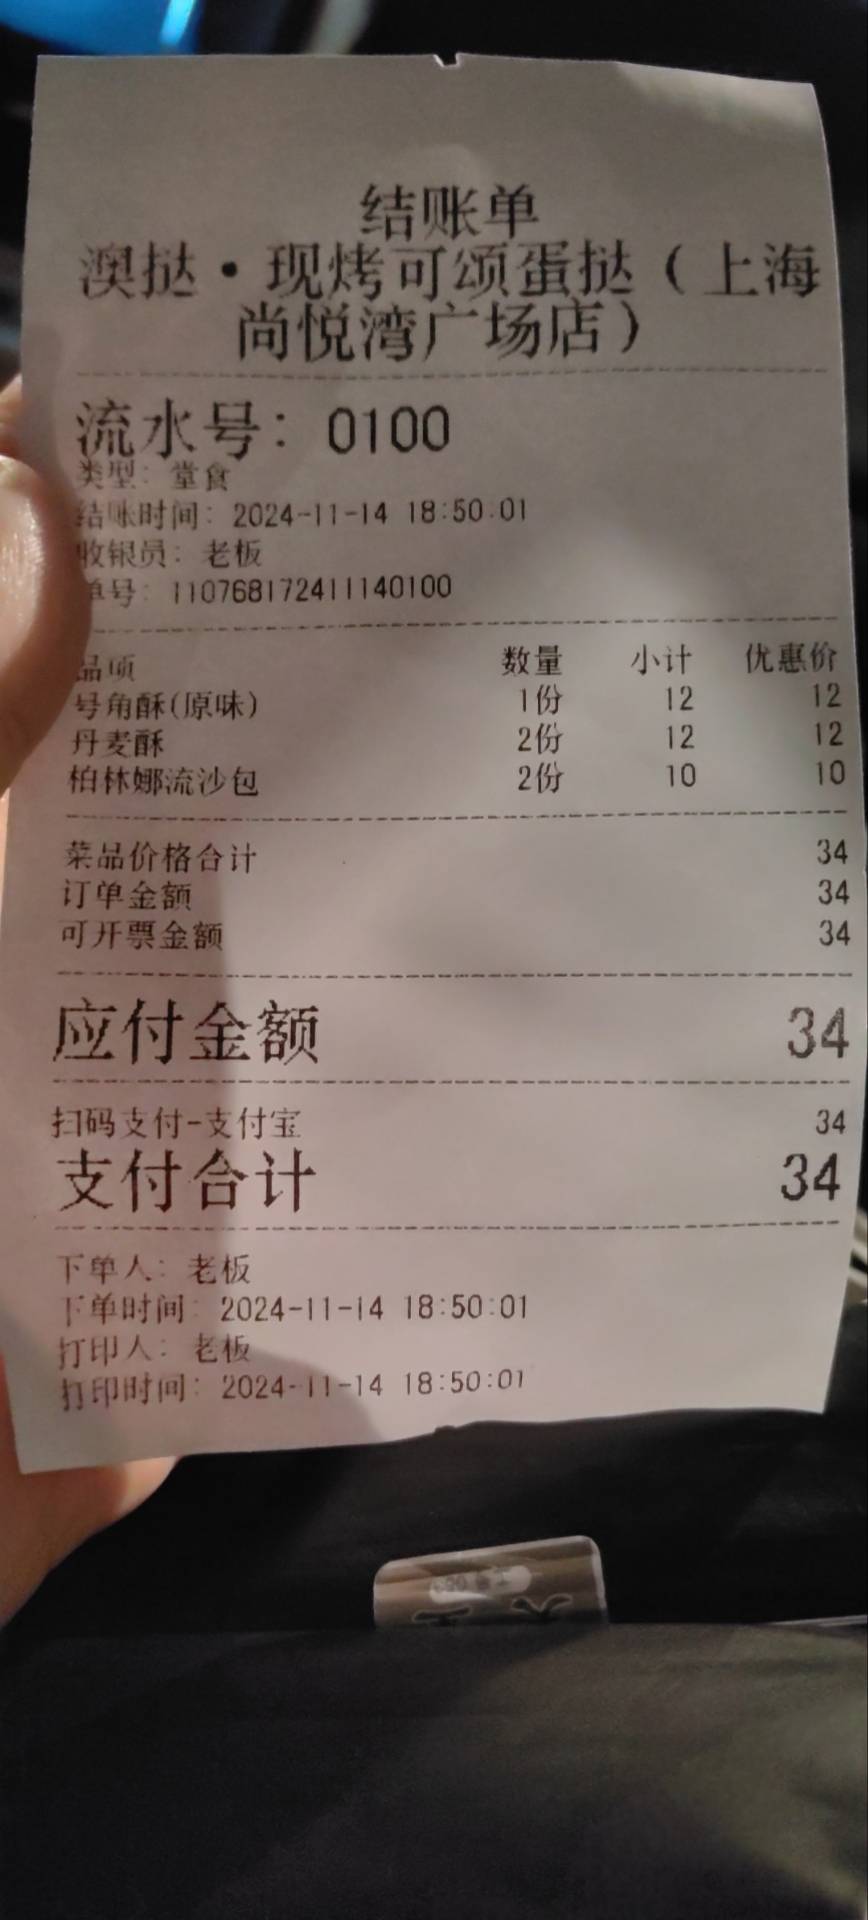 结账单
澳挞·现烤可颂蛋挞（上海
尚悦湾广场店）
流水号：0100
类型：堂食
结账时间：2024-11-14 18:50:01
收银员：老板
单号：110768172411140100
品项 数量 小计 优惠价
号角酥(原味) 1份 12 12
丹麦酥 2份 12 12
柏林娜流沙包 2份 10 10
菜品价格合计 34
订单金额 34
可开票金额 34
应付金额 34
扫码支付-支付宝 34
支付合计 34
下单人：老板
下单时间：2024-11-14 18:50:01
打印人：老板
打印时间：2024-11-14 18:50:01